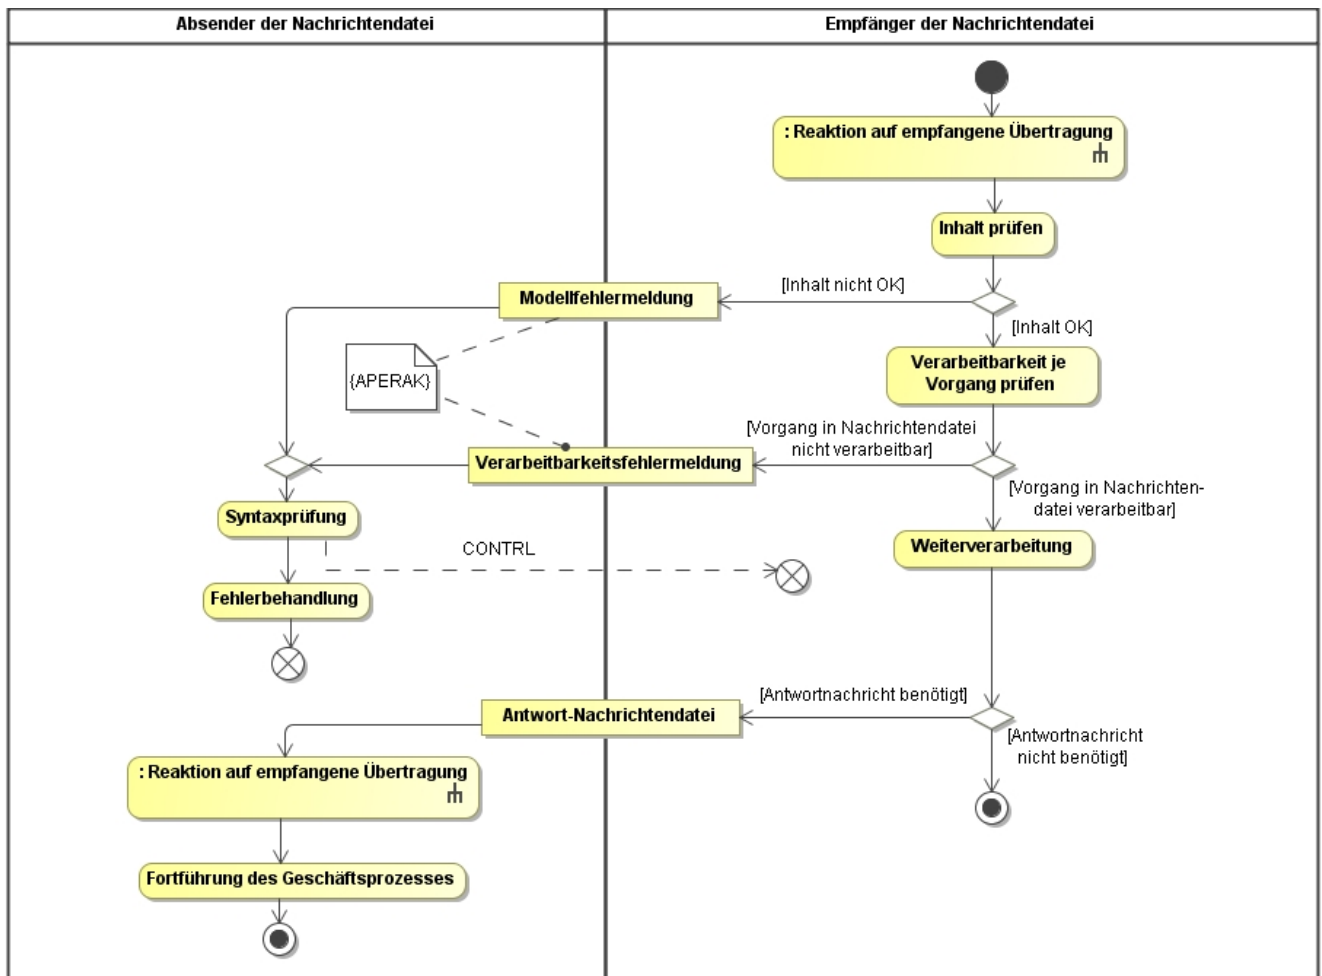 Absender der Nachrichtendatei
Empfänger der Nachrichtendatei
: Reaktion auf empfangene Übertragung
Inhalt prüfen
[Inhalt nicht OK]
Modellfehlermeldung
[Inhalt OK]
{APERAK}
Verarbeitbarkeit je
Vorgang prüfen
[Vorgang in Nachrichtendatei
nicht verarbeitbar]
Verarbeitbarkeitsfehlermeldung
[Vorgang in Nachrichten-
datei verarbeitbar]
Syntaxprüfung
CONTRL
Weiterverarbeitung
Fehlerbehandlung
[Antwortnachricht benötigt]
Antwort-Nachrichtendatei
[Antwortnachricht
nicht benötigt]
: Reaktion auf empfangene Übertragung
Fortführung des Geschäftsprozesses